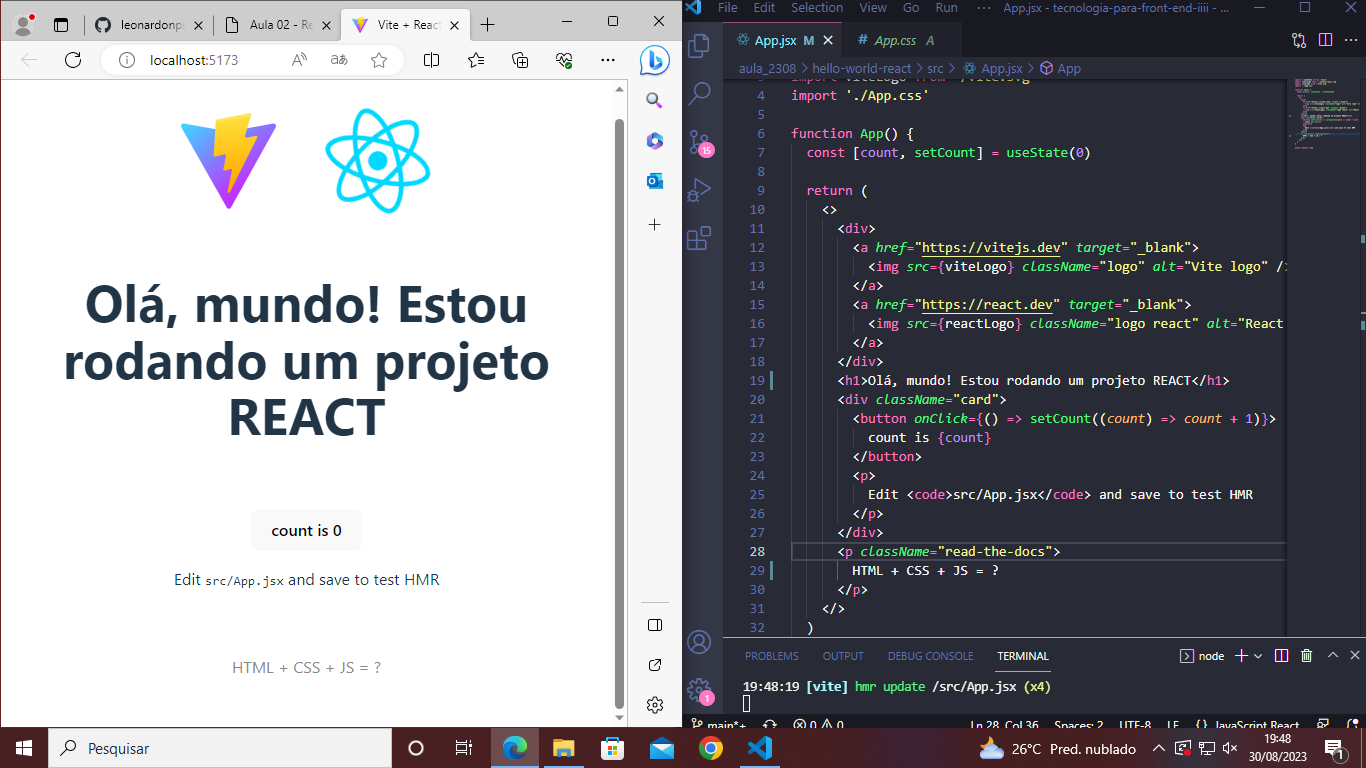 leonardonps
Aula 02 - Re
Vite + React
localhost:5173
Olá, mundo! Estou
rodando um projeto
REACT
count is 0
Edit src/App.jsx and save to test HMR
HTML + CSS + JS = ?
File Edit Selection View Go Run ··· App.jsx - tecnologia-para-front-end-iiii - ...
App.jsx M
App.css A
aula_2308 > hello-world-react > src > App.jsx > App
4 import './App.css'
5
6 function App() {
7 const [count, setCount] = useState(0)
8
9 return (
10 <>
11 <div>
12 <a href="https://vitejs.dev" target="_blank">
13 <img src={viteLogo} className="logo" alt="Vite logo" />
14 </a>
15 <a href="https://react.dev" target="_blank">
16 <img src={reactLogo} className="logo react" alt="React
17 </a>
18 </div>
19 <h1>Olá, mundo! Estou rodando um projeto REACT</h1>
20 <div className="card">
21 <button onClick={() => setCount((count) => count + 1)}>
22 count is {count}
23 </button>
24 <p>
25 Edit <code>src/App.jsx</code> and save to test HMR
26 </p>
27 </div>
28 <p className="read-the-docs">
29 HTML + CSS + JS = ?
30 </p>
31 </>
32 )
15
1
PROBLEMS OUTPUT DEBUG CONSOLE TERMINAL
node
19:48:19 [vite] hmr update /src/App.jsx (x4)
main*+ 0 0 Ln 28, Col 36 Spaces: 2 UTF-8 LF {} JavaScript React
Pesquisar
26°C Pred. nublado
19:48
30/08/2023
1